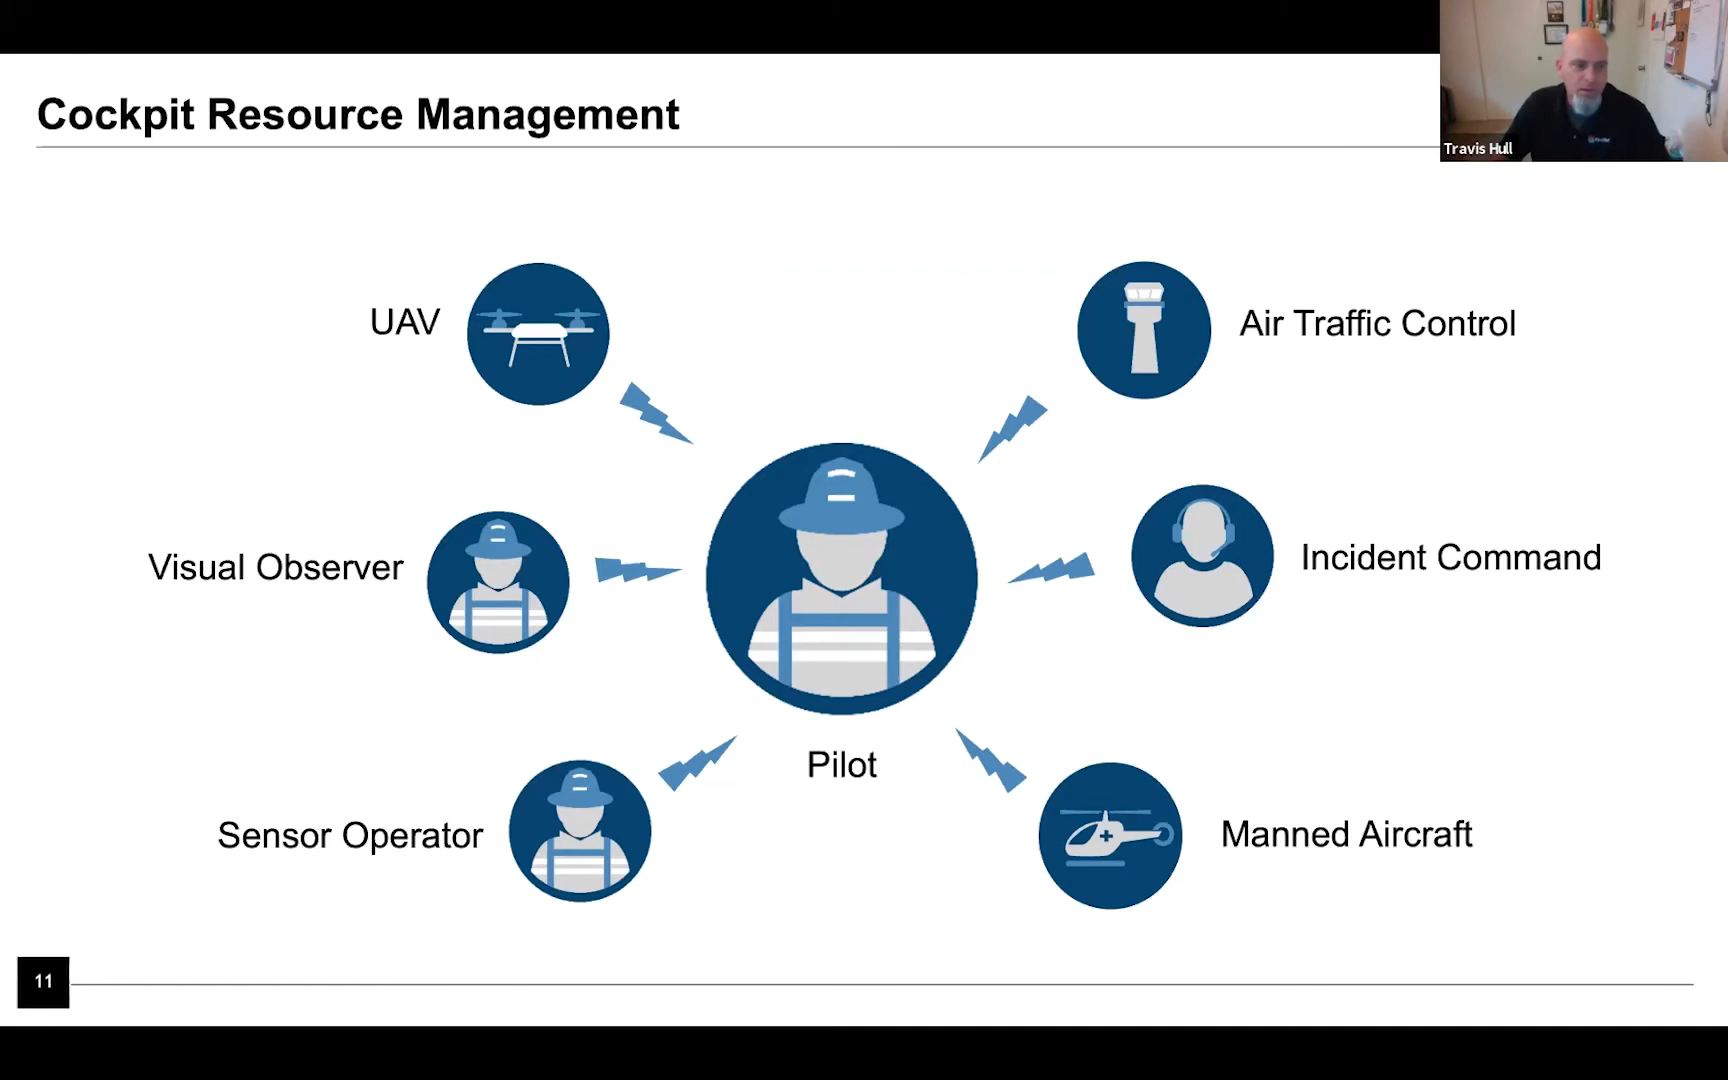 Cockpit Resource Management
Travis Hull
UAV
Air Traffic Control
Visual Observer
Incident Command
Pilot
Sensor Operator
Manned Aircraft
11